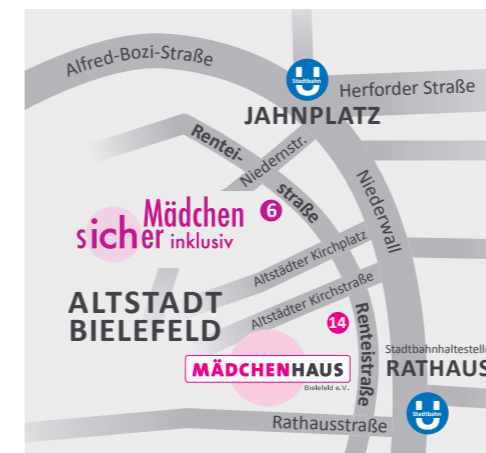 Alfred-Bozi-Straße
Stadtbahn
U
Herforder Straße
JAHNPLATZ
Rentei-
straße
Niedernstr.
Niederwall
Mädchen
sicher inklusiv
6
Altstädter Kirchplatz
ALTSTADT
BIELEFELD
Altstädter Kirchstraße
14
Renteistraße
MÄDCHENHAUS
Bielefeld e.V.
Stadtbahnhaltestelle
RATHAUS
Stadtbahn
U
Rathausstraße